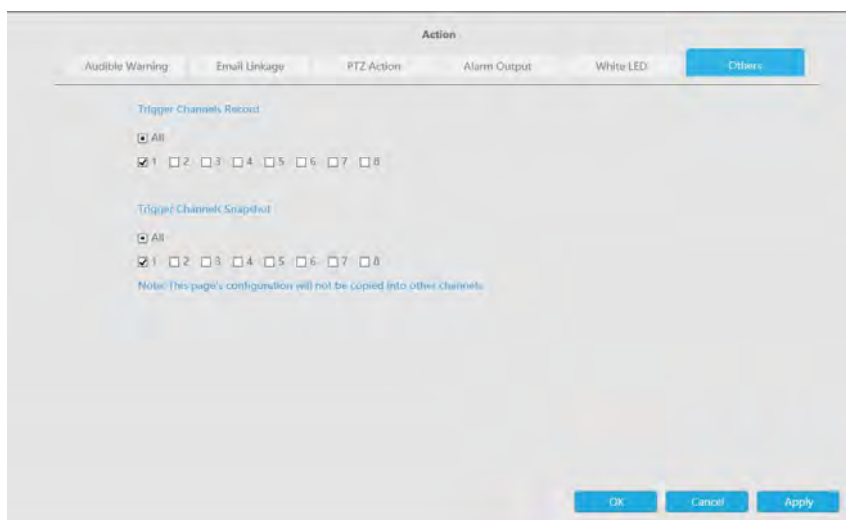 Action
Audible Warning Email Linkage PTZ Action Alarm Output White LED Others
Trigger Channels Record
All
1 2 3 4 5 6 7 8
Trigger Channels Snapshot
All
1 2 3 4 5 6 7 8
Note: This page's configuration will not be copied into other channels
OK Cancel Apply